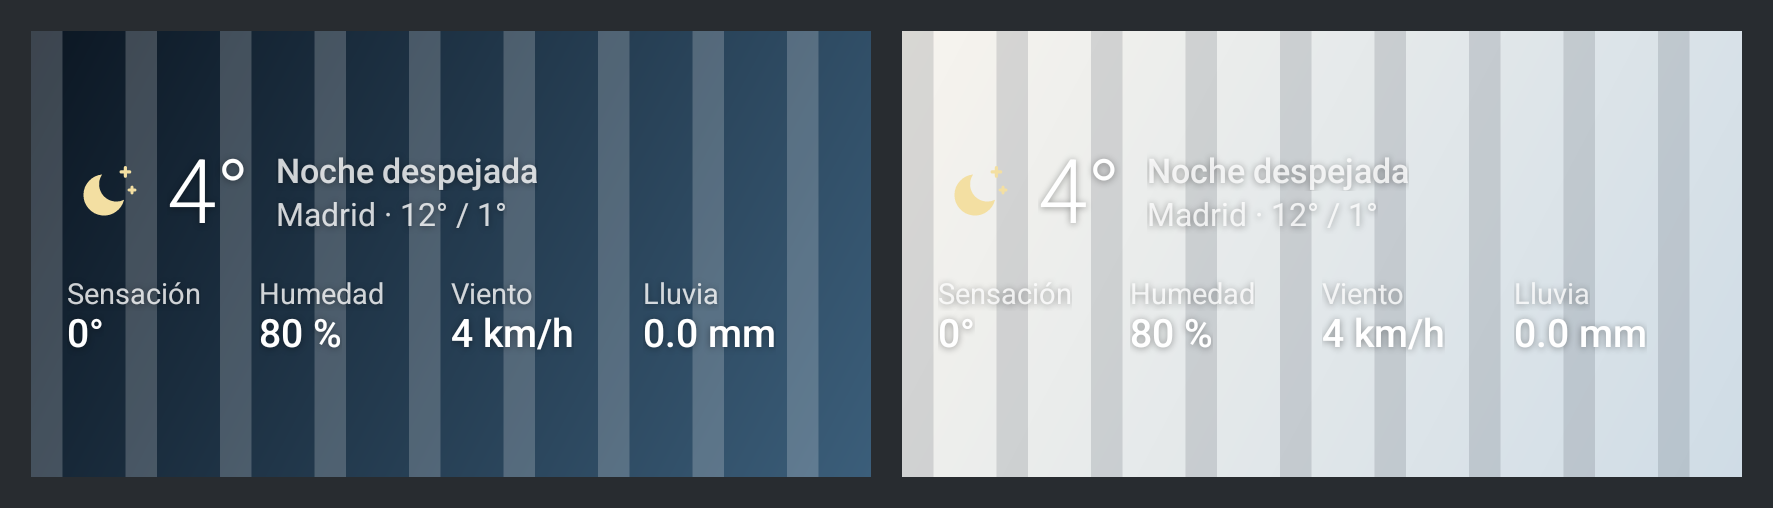 4°
Noche despejada
Madrid · 12° / 1°
Sensación Humedad Viento Lluvia
0° 80 % 4 km/h 0.0 mm
4°
Noche despejada
Madrid · 12° / 1°
Sensación Humedad Viento Lluvia
0° 80 % 4 km/h 0.0 mm